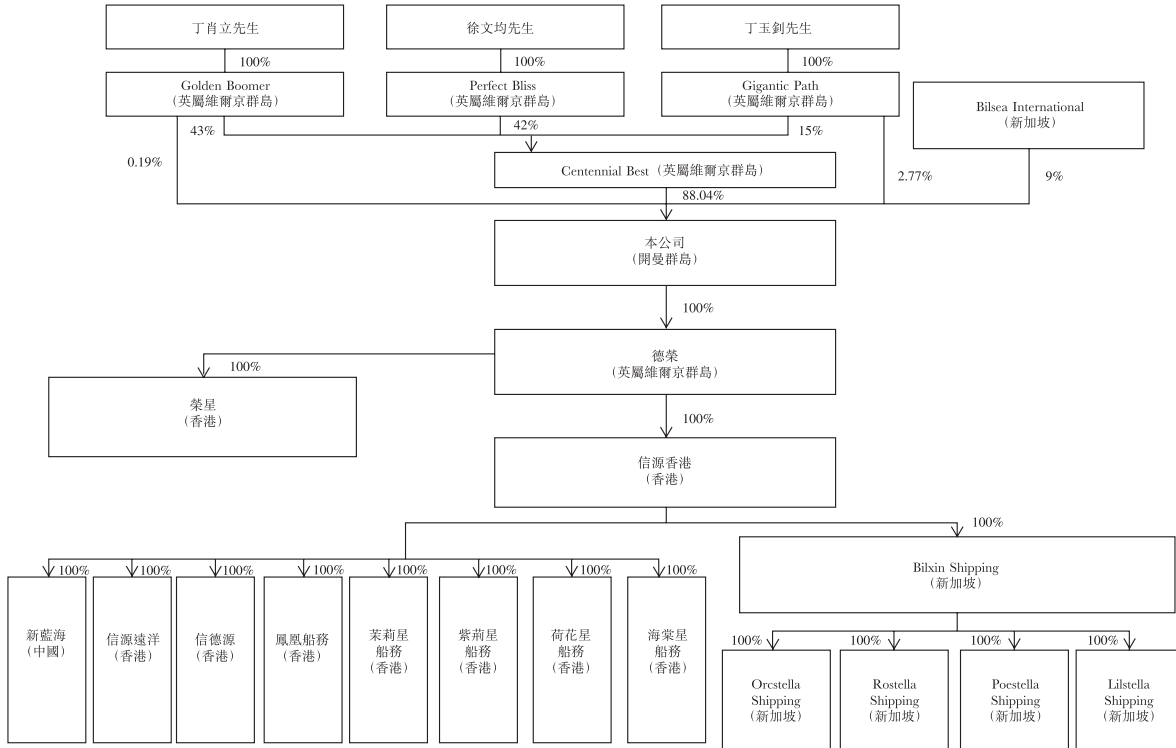 丁肖立先生
徐文均先生
丁玉釗先生
100%
100%
100%
Golden Boomer
(英屬維爾京群島)
Perfect Bliss
(英屬維爾京群島)
Gigantic Path
(英屬維爾京群島)
Bilsea International
(新加坡)
43%
42%
15%
0.19%
Centennial Best (英屬維爾京群島)
2.77%
9%
88.04%
本公司
(開曼群島)
100%
德榮
(英屬維爾京群島)
100%
榮星
(香港)
100%
信源香港
(香港)
100%
Bilxin Shipping
(新加坡)
100%
100%
100%
100%
100%
100%
100%
100%
新藍海
(中國)
信源遠洋
(香港)
信德源
(香港)
鳳凰船務
(香港)
茉莉星
船務
(香港)
紫荊星
船務
(香港)
荷花星
船務
(香港)
海棠星
船務
(香港)
100%
100%
100%
100%
Orcstella
Shipping
(新加坡)
Rostella
Shipping
(新加坡)
Poestella
Shipping
(新加坡)
Lilstella
Shipping
(新加坡)